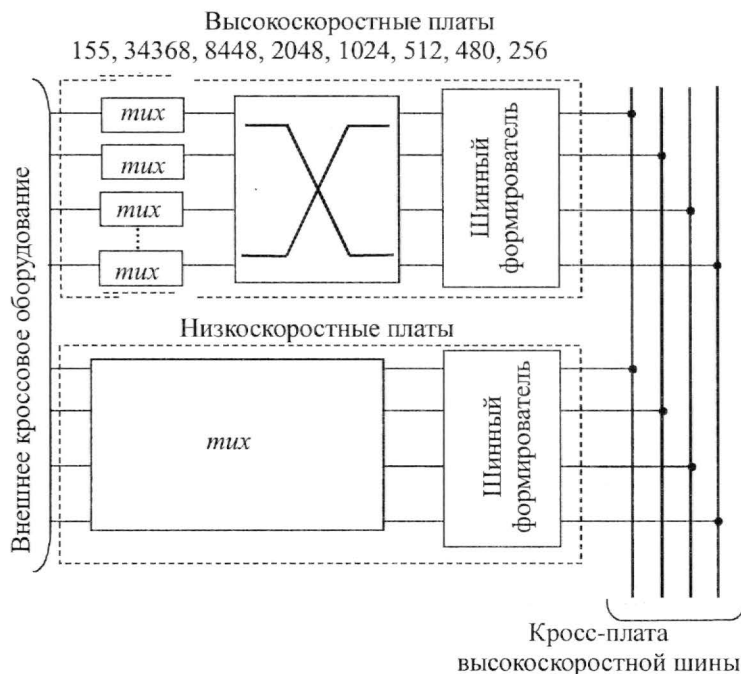 Высокоскоростные платы
155, 34368, 8448, 2048, 1024, 512, 480, 256
Внешнее кроссовое оборудование
mux
mux
mux
mux
Шинный
формирователь
Низкоскоростные платы
mux
Шинный
формирователь
Кросс-плата
высокоскоростной шины